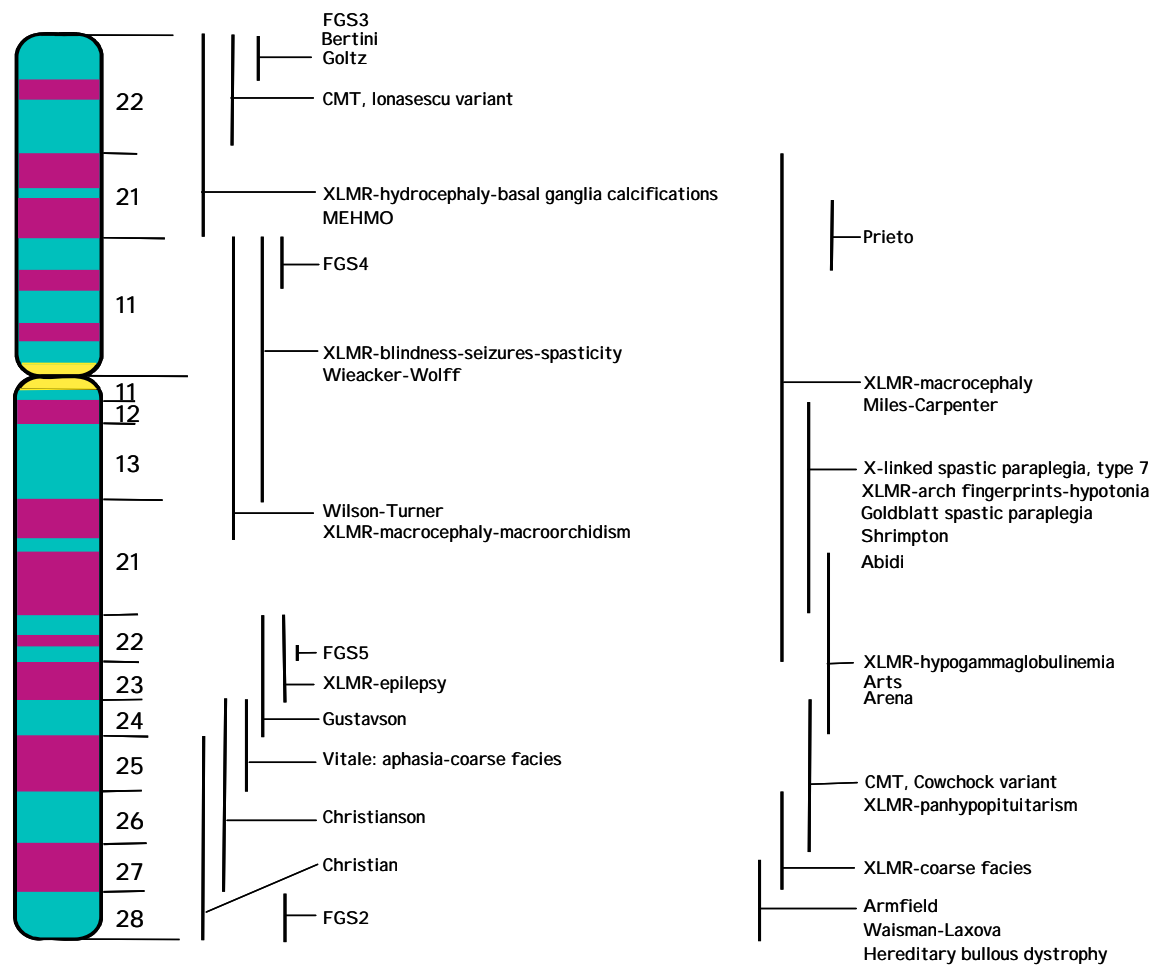 22
21
11
11
12
13
21
22
23
24
25
26
27
28
FGS3
Bertini
Goltz
CMT, Ionasescu variant
XLMR-hydrocephaly-basal ganglia calcifications
MEHMO
FGS4
XLMR-blindness-seizures-spasticity
Wieacker-Wolff
Wilson-Turner
XLMR-macrocephaly-macroorchidism
FGS5
XLMR-epilepsy
Gustavson
Vitale: aphasia-coarse facies
Christianson
Christian
FGS2
Prieto
XLMR-macrocephaly
Miles-Carpenter
X-linked spastic paraplegia, type 7
XLMR-arch fingerprints-hypotonia
Goldblatt spastic paraplegia
Shrimpton
Abidi
XLMR-hypogammaglobulinemia
Arts
Arena
CMT, Cowchock variant
XLMR-panhypopituitarism
XLMR-coarse facies
Armfield
Waisman-Laxova
Hereditary bullous dystrophy